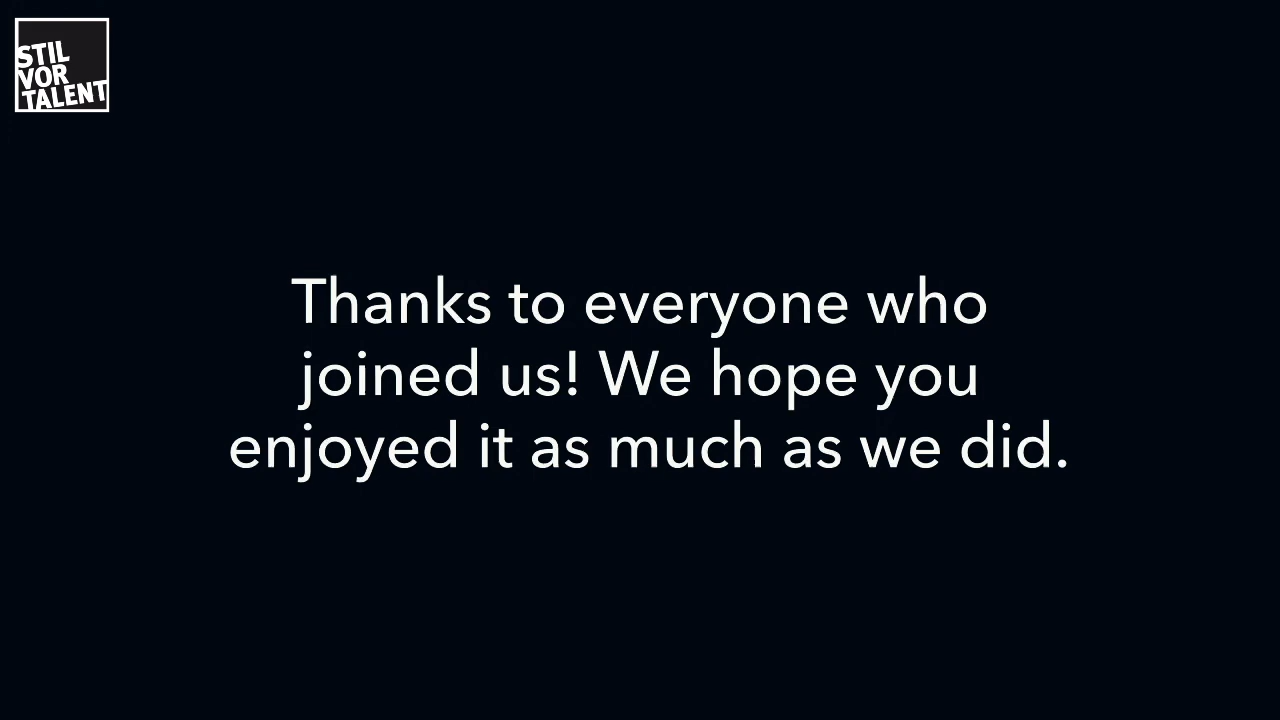 STIL
VOR
TALENT
Thanks to everyone who
joined us! We hope you
enjoyed it as much as we did.